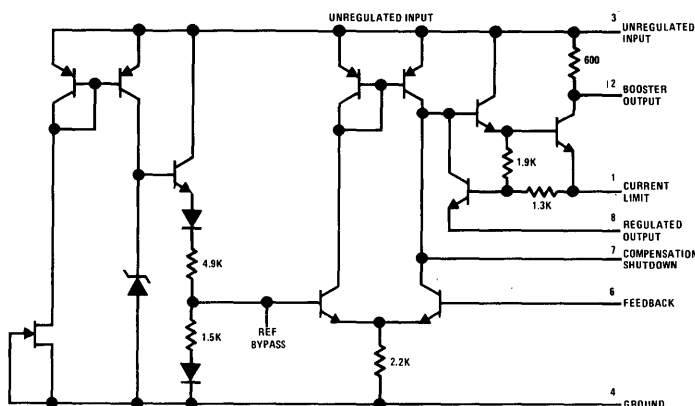 UNREGULATED INPUT
3
UNREGULATED
INPUT
600
2
BOOSTER
OUTPUT
1.9K
1.3K
1
CURRENT
LIMIT
8
REGULATED
OUTPUT
7
COMPENSATION
SHUTDOWN
4.9K
6
FEEDBACK
REF
BYPASS
1.5K
2.2K
4
GROUND